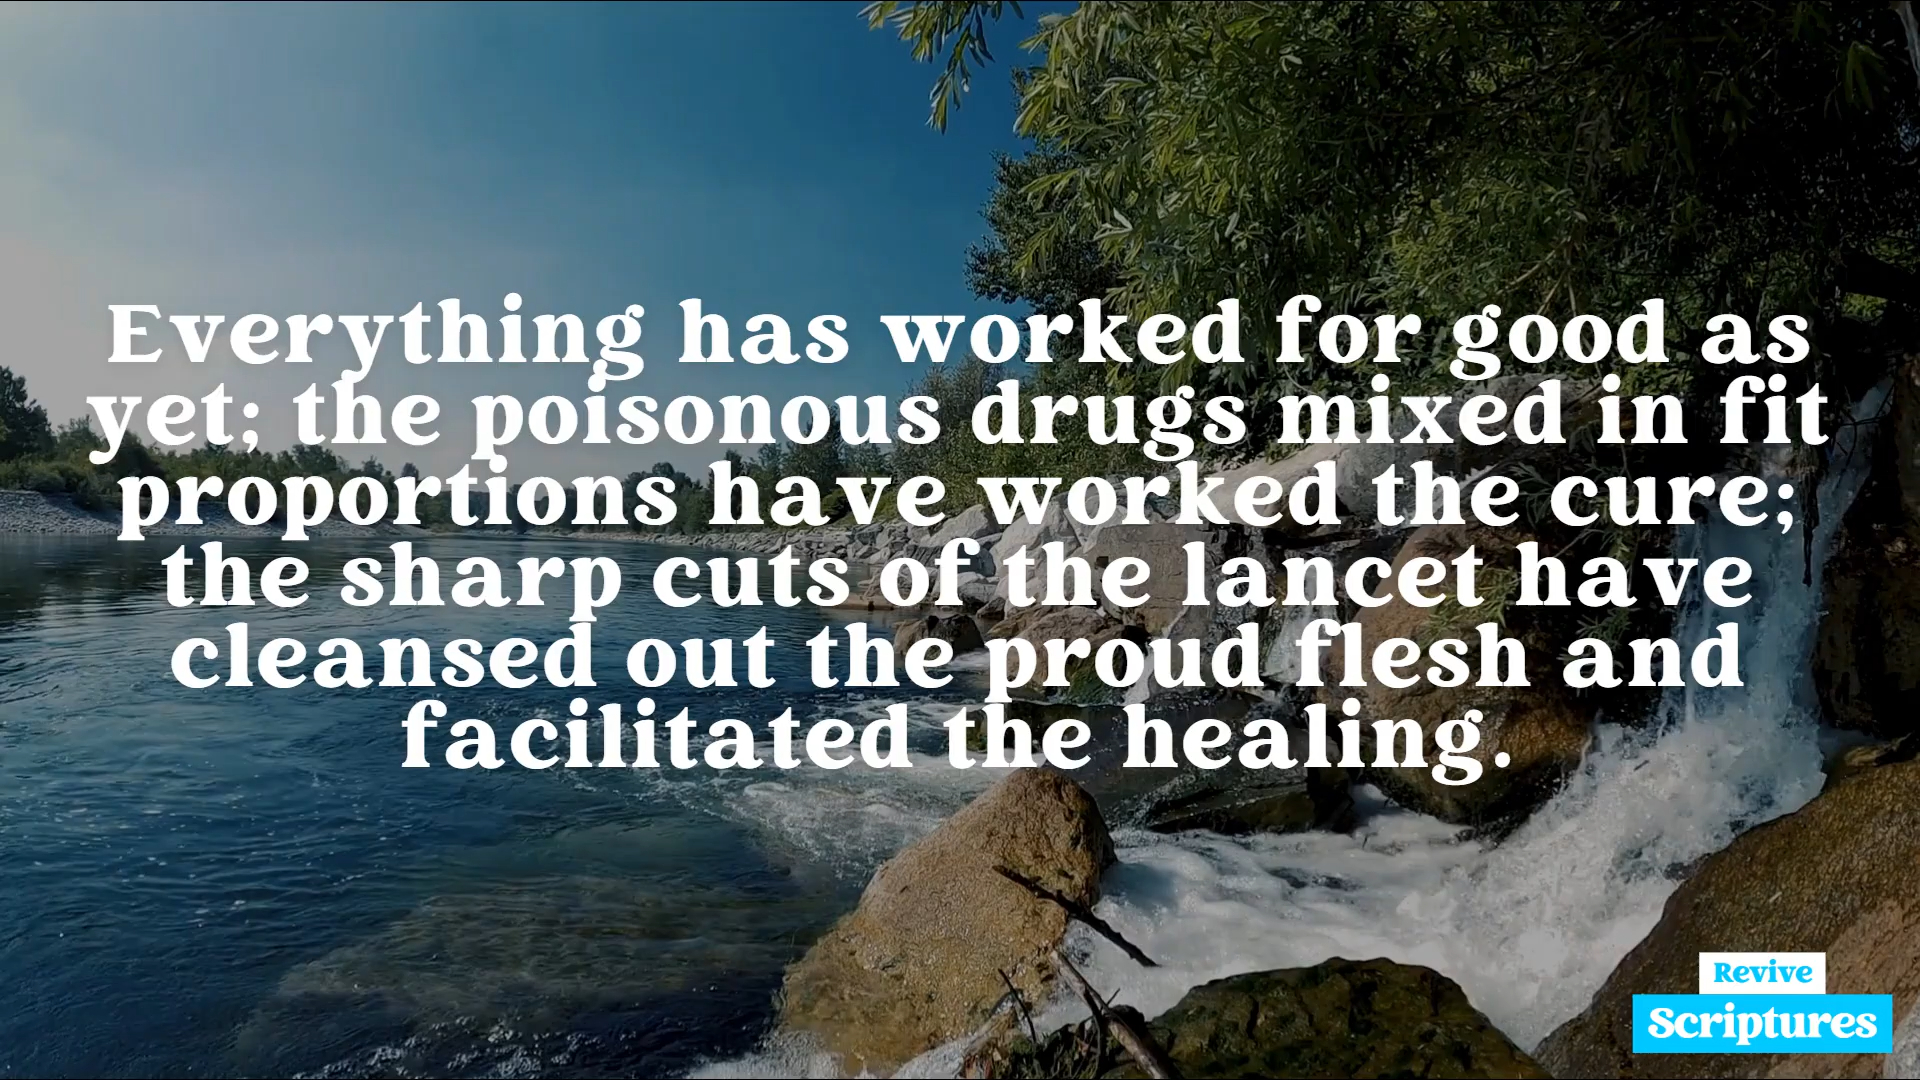 Everything has worked for good as
yet; the poisonous drugs mixed in fit
proportions have worked the cure;
the sharp cuts of the lancet have
cleansed out the proud flesh and
facilitated the healing.
Revive
Scriptures